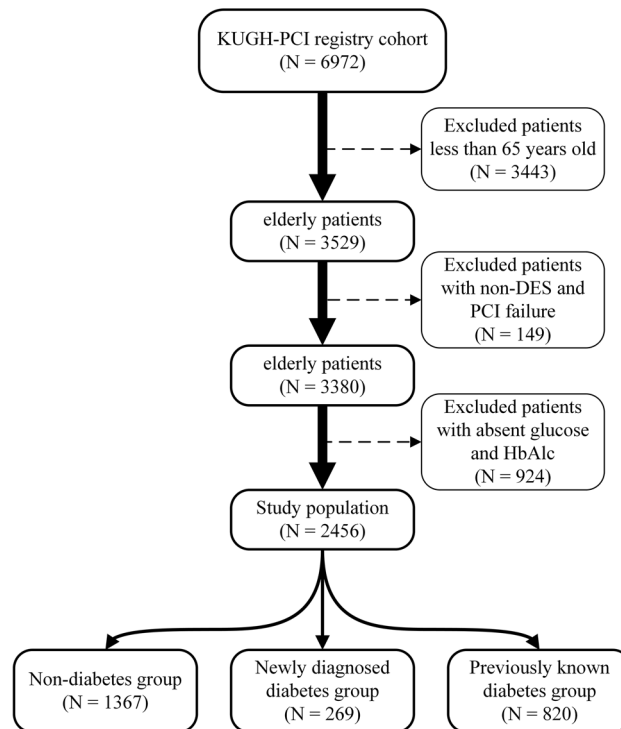 KUGH-PCI registry cohort
(N = 6972)
Excluded patients
less than 65 years old
(N = 3443)
elderly patients
(N = 3529)
Excluded patients
with non-DES and
PCI failure
(N = 149)
elderly patients
(N = 3380)
Excluded patients
with absent glucose
and HbAlc
(N = 924)
Study population
(N = 2456)
Non-diabetes group
(N = 1367)
Newly diagnosed
diabetes group
(N = 269)
Previously known
diabetes group
(N = 820)